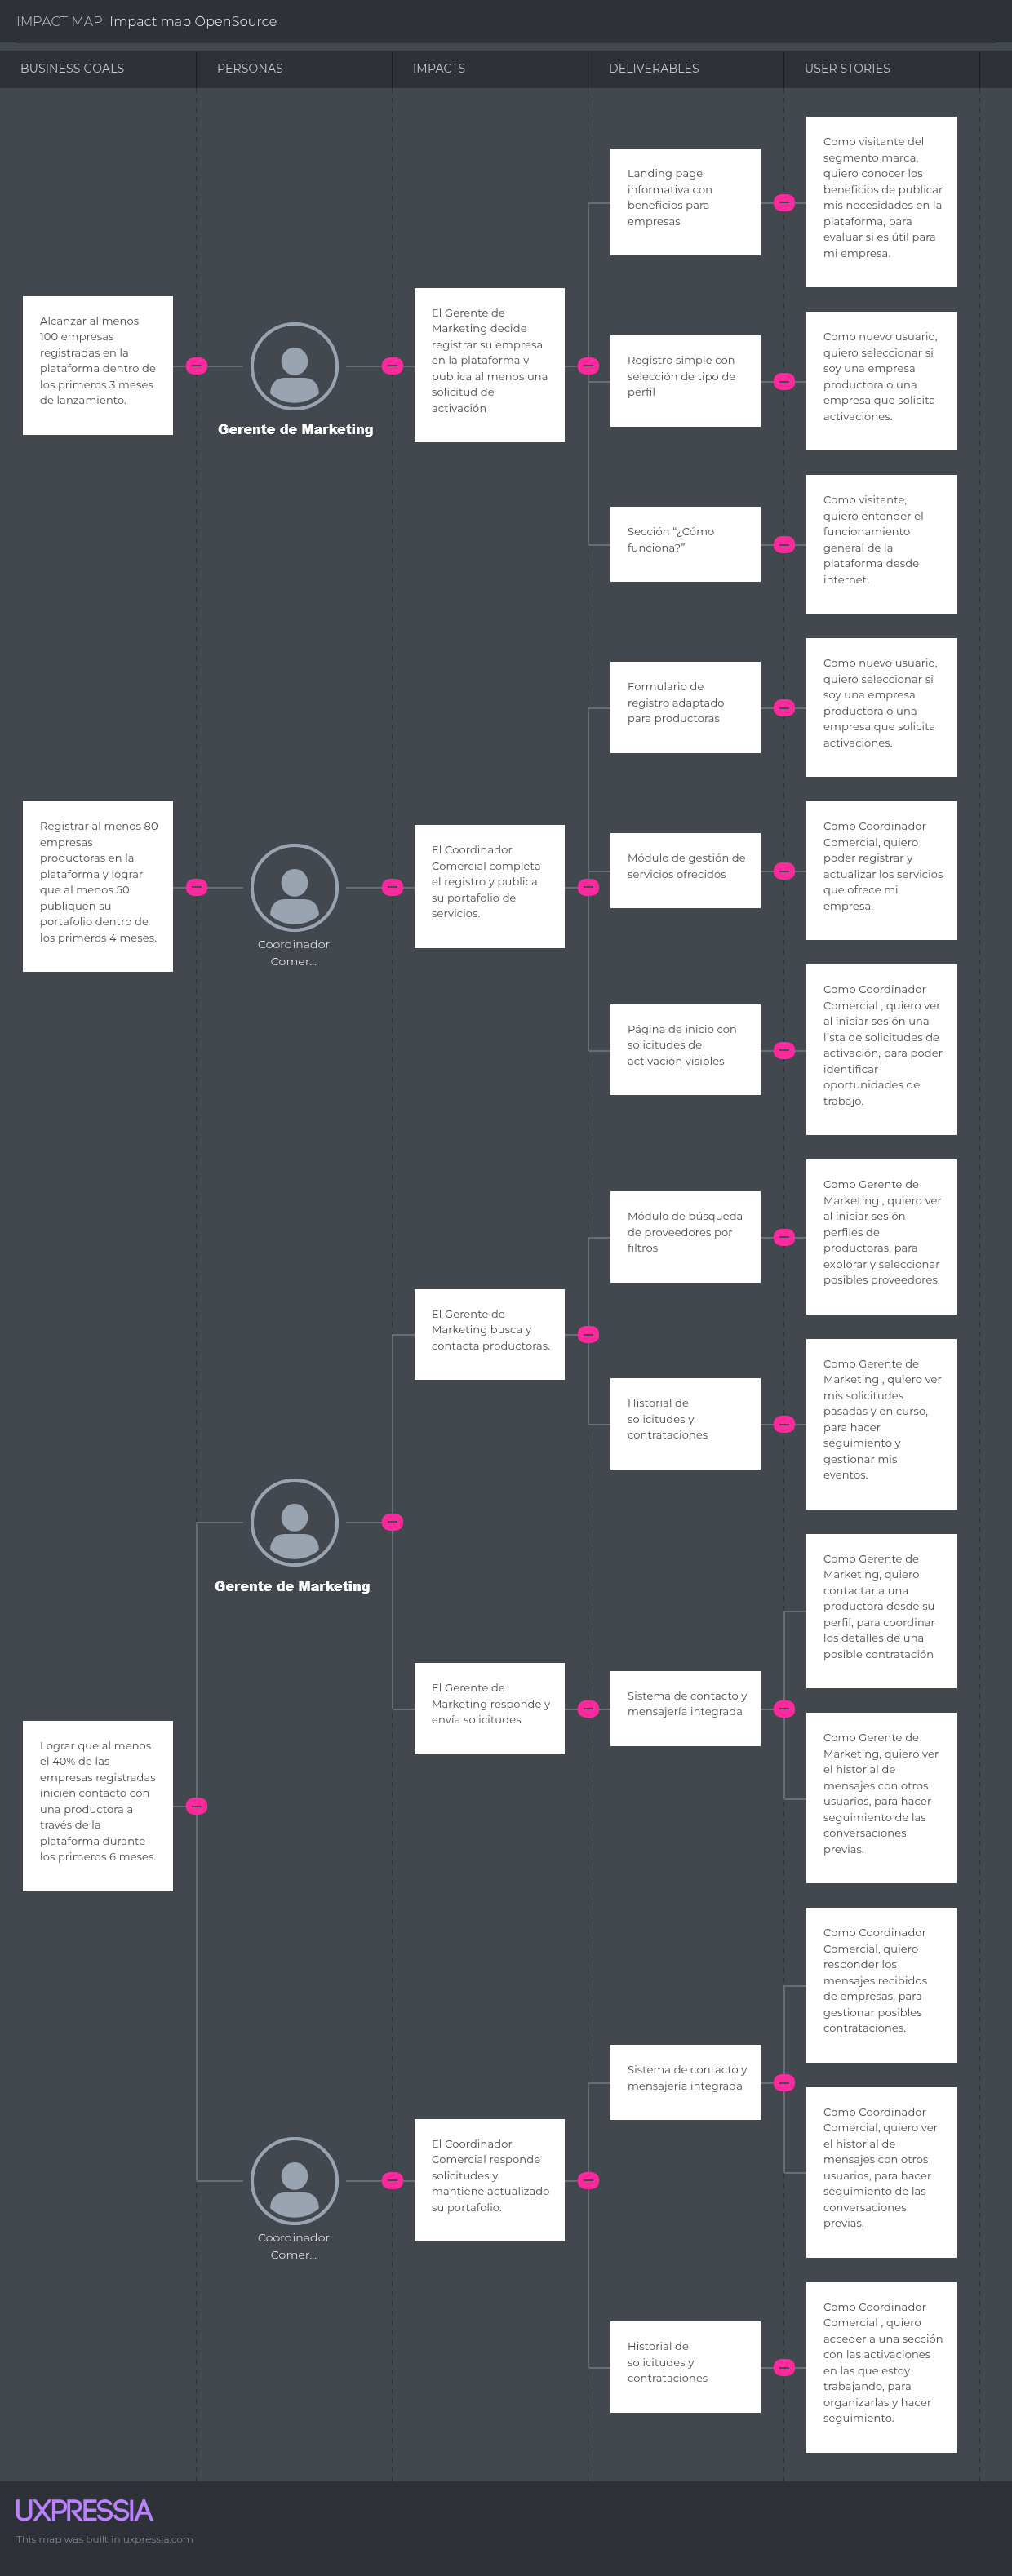 IMPACT MAP: Impact map OpenSource
BUSINESS GOALS
PERSONAS
IMPACTS
DELIVERABLES
USER STORIES
Alcanzar al menos
100 empresas
registradas en la
plataforma dentro de
los primeros 3 meses
de lanzamiento.
Gerente de Marketing
El Gerente de
Marketing decide
registrar su empresa
en la plataforma y
publica al menos una
solicitud de
activación
Landing page
informativa con
beneficios para
empresas
Como visitante del
segmento marca,
quiero conocer los
beneficios de publicar
mis necesidades en la
plataforma, para
evaluar si es útil para
mi empresa.
Registro simple con
selección de tipo de
perfil
Como nuevo usuario,
quiero seleccionar si
soy una empresa
productora o una
empresa que solicita
activaciones.
Sección “¿Cómo
funciona?”
Como visitante,
quiero entender el
funcionamiento
general de la
plataforma desde
internet.
Registrar al menos 80
empresas
productoras en la
plataforma y lograr
que al menos 50
publiquen su
portafolio dentro de
los primeros 4 meses.
Coordinador
Comer...
El Coordinador
Comercial completa
el registro y publica
su portafolio de
servicios.
Formulario de
registro adaptado
para productoras
Como nuevo usuario,
quiero seleccionar si
soy una empresa
productora o una
empresa que solicita
activaciones.
Módulo de gestión de
servicios ofrecidos
Como Coordinador
Comercial, quiero
poder registrar y
actualizar los servicios
que ofrece mi
empresa.
Página de inicio con
solicitudes de
activación visibles
Como Coordinador
Comercial , quiero ver
al iniciar sesión una
lista de solicitudes de
activación, para poder
identificar
oportunidades de
trabajo.
Lograr que al menos
el 40% de las
empresas registradas
inicien contacto con
una productora a
través de la
plataforma durante
los primeros 6 meses.
Gerente de Marketing
El Gerente de
Marketing busca y
contacta productoras.
Módulo de búsqueda
de proveedores por
filtros
Como Gerente de
Marketing , quiero ver
al iniciar sesión
perfiles de
productoras, para
explorar y seleccionar
posibles proveedores.
Historial de
solicitudes y
contrataciones
Como Gerente de
Marketing , quiero ver
mis solicitudes
pasadas y en curso,
para hacer
seguimiento y
gestionar mis
eventos.
El Gerente de
Marketing responde y
envía solicitudes
Sistema de contacto y
mensajería integrada
Como Gerente de
Marketing, quiero
contactar a una
productora desde su
perfil, para coordinar
los detalles de una
posible contratación
Como Gerente de
Marketing, quiero ver
el historial de
mensajes con otros
usuarios, para hacer
seguimiento de las
conversaciones
previas.
Coordinador
Comer...
El Coordinador
Comercial responde
solicitudes y
mantiene actualizado
su portafolio.
Sistema de contacto y
mensajería integrada
Como Coordinador
Comercial, quiero
responder los
mensajes recibidos
de empresas, para
gestionar posibles
contrataciones.
Como Coordinador
Comercial, quiero ver
el historial de
mensajes con otros
usuarios, para hacer
seguimiento de las
conversaciones
previas.
Historial de
solicitudes y
contrataciones
Como Coordinador
Comercial , quiero
acceder a una sección
con las activaciones
en las que estoy
trabajando, para
organizarlas y hacer
seguimiento.
UXPRESSIA
This map was built in uxpressia.com